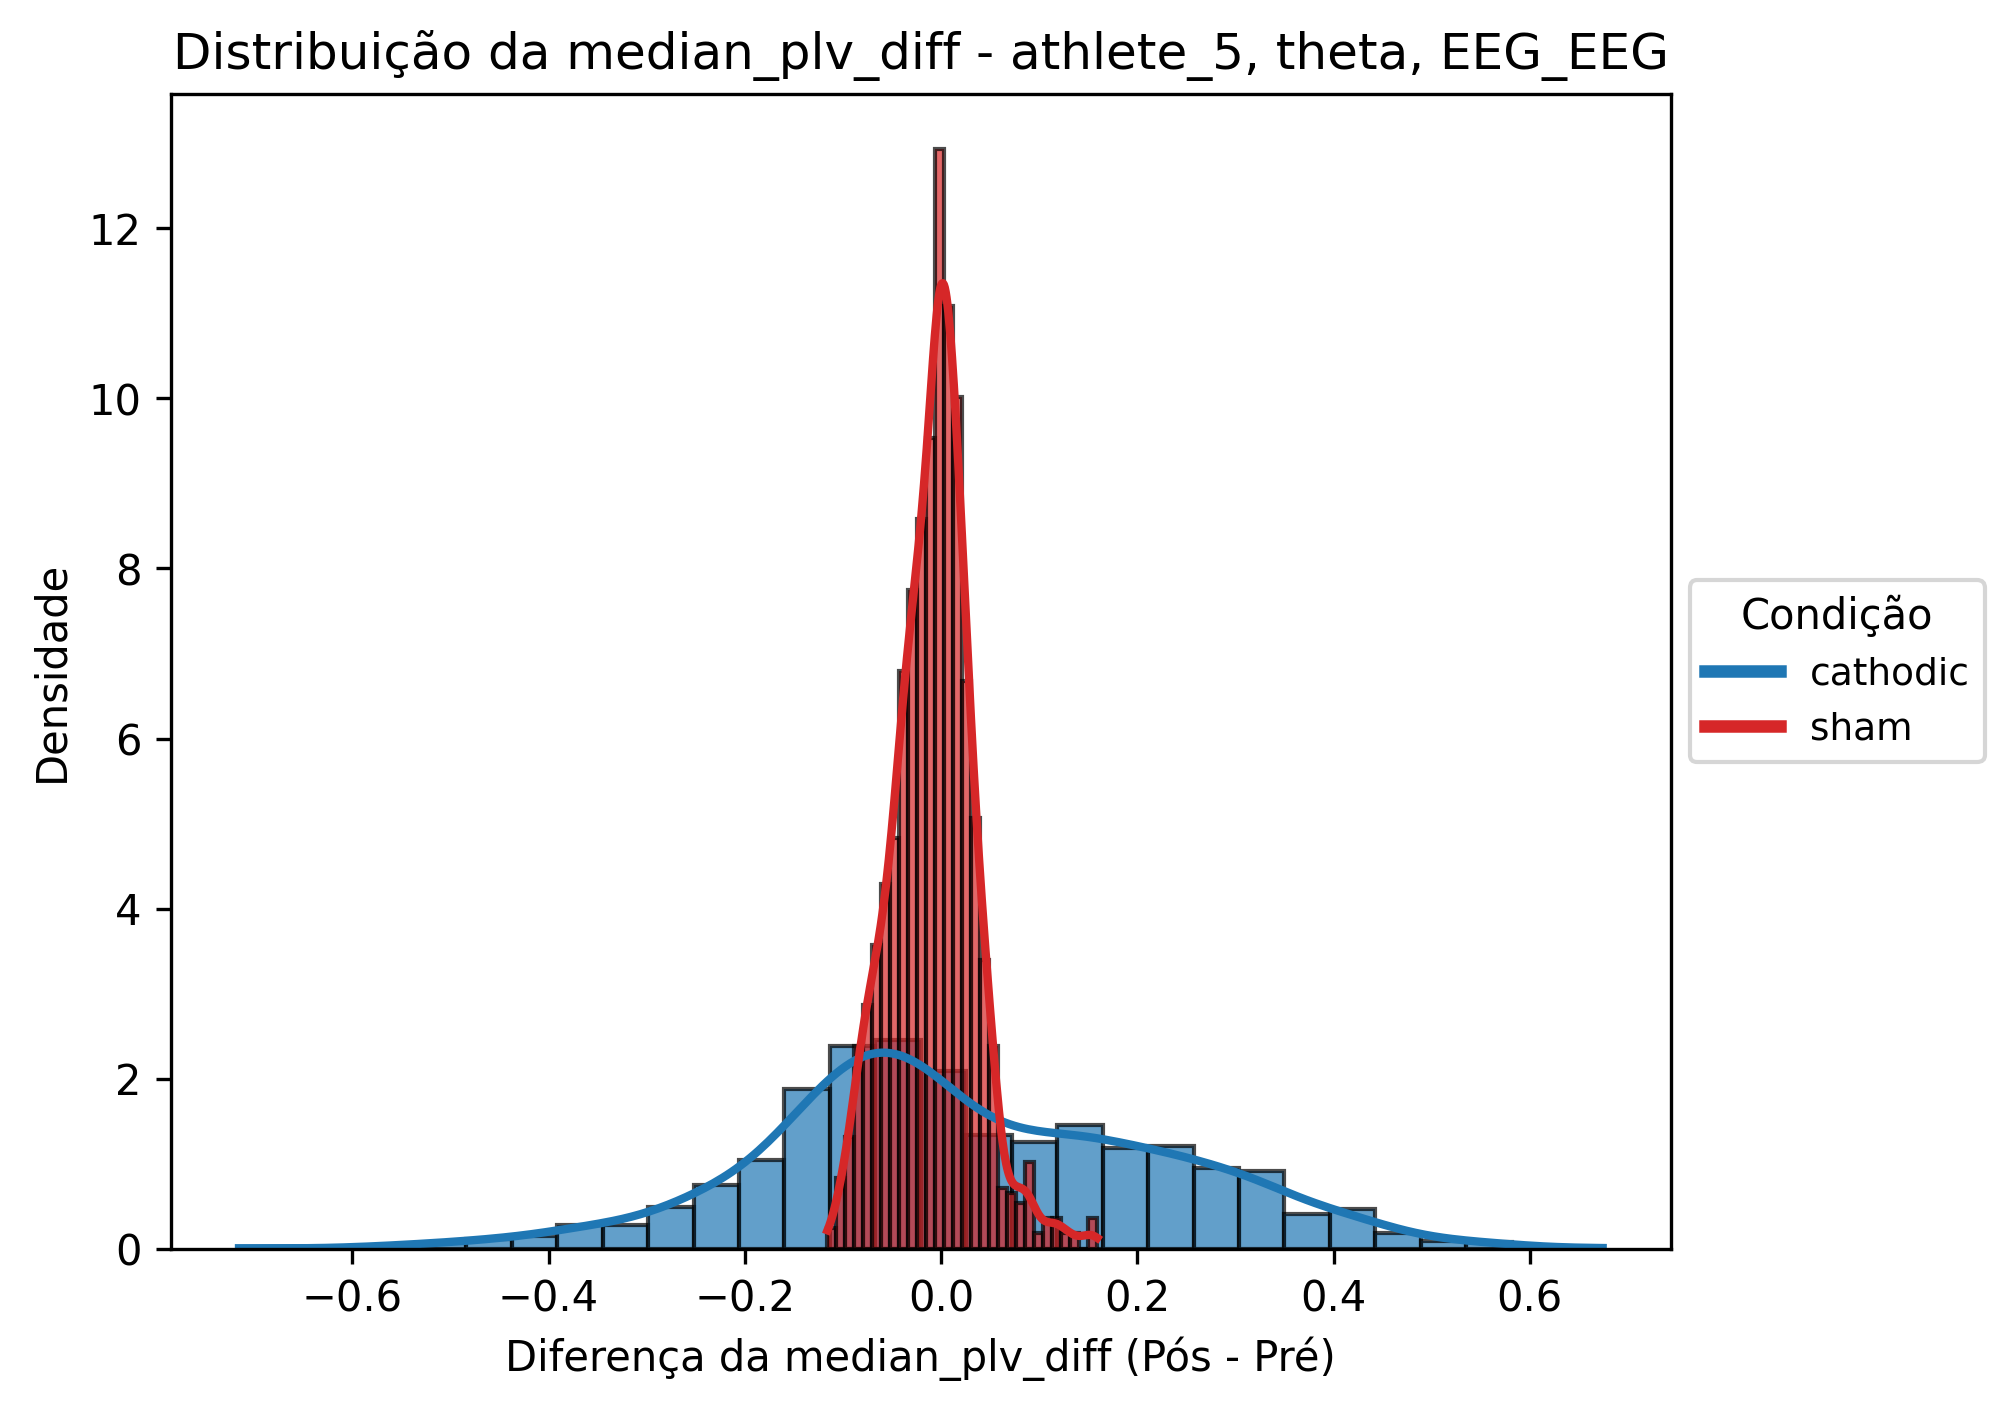 Distribuição da median_plv_diff - athlete_5, theta, EEG_EEG
12
10
8
6
4
2
0
Densidade
−0.6 −0.4 −0.2 0.0 0.2 0.4 0.6
Diferença da median_plv_diff (Pós - Pré)
Condição
cathodic
sham